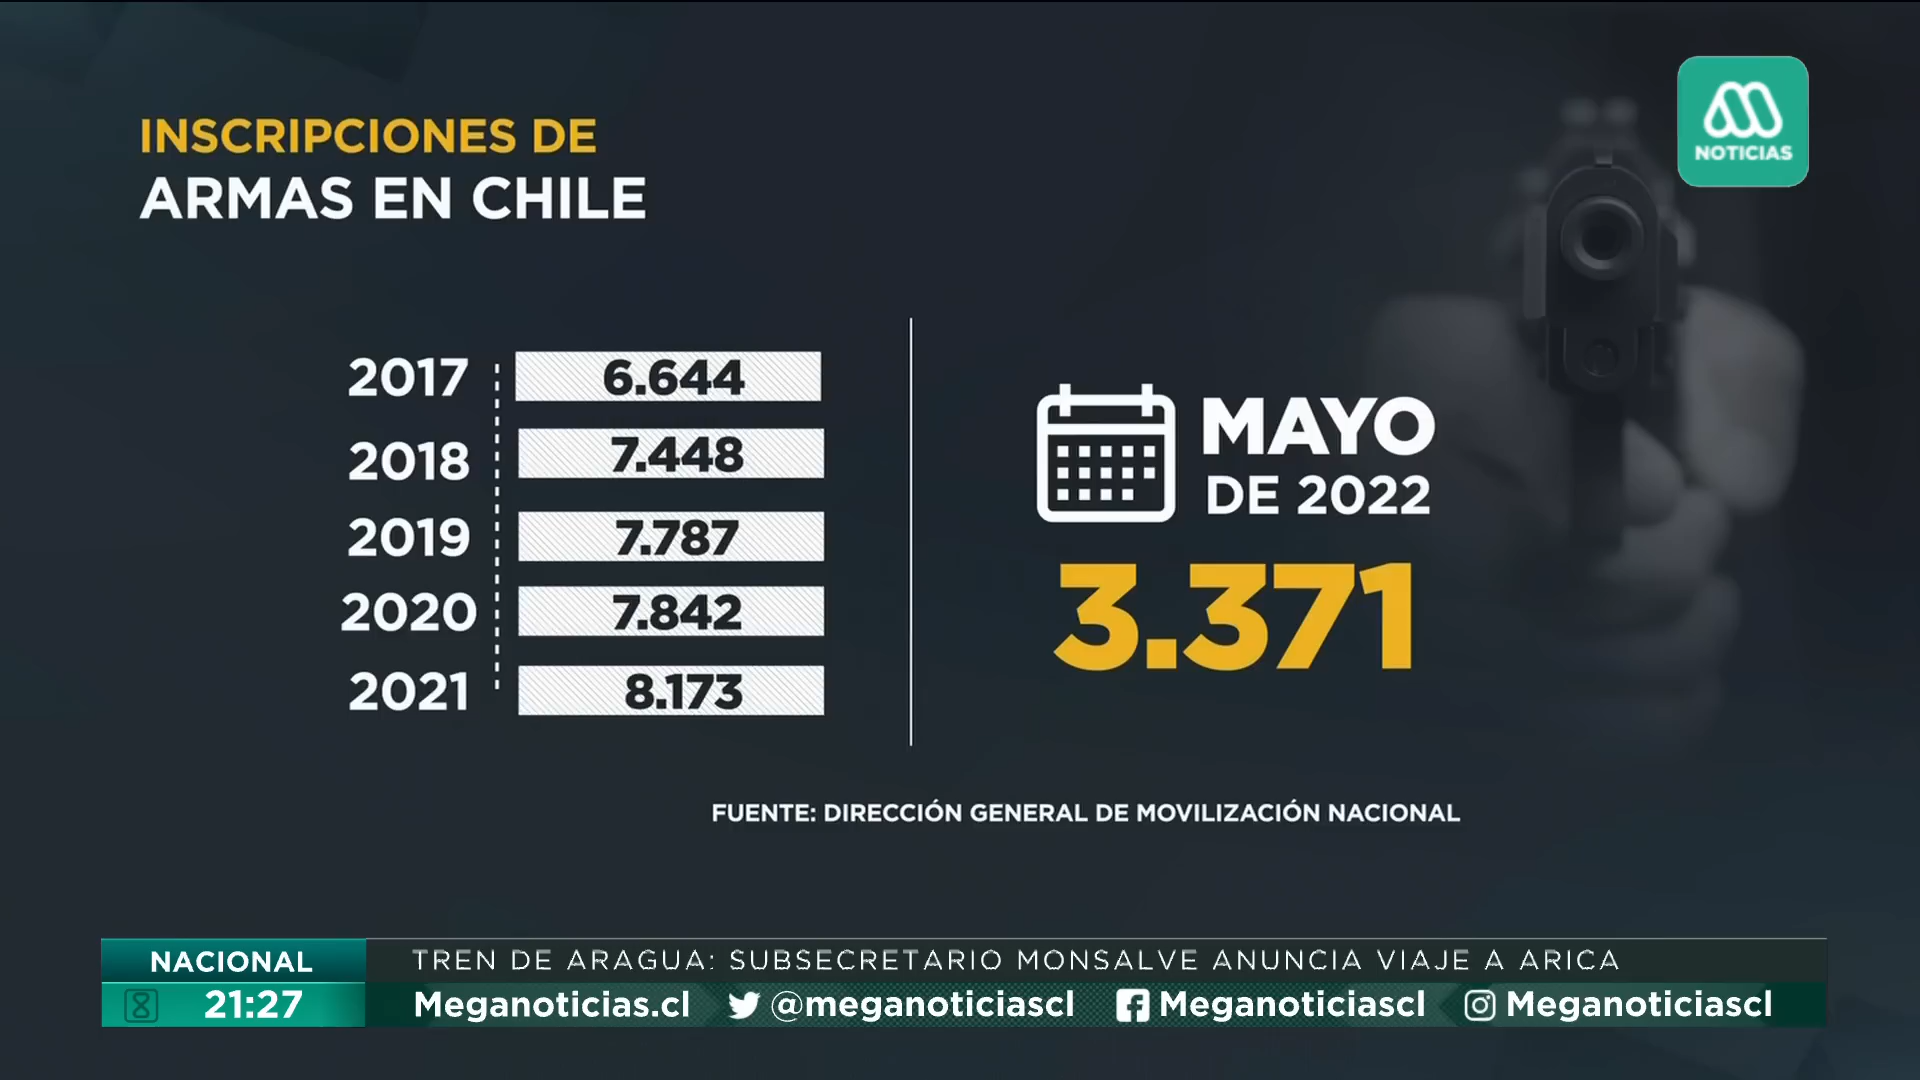 INSCRIPCIONES DE
ARMAS EN CHILE
NOTICIAS
2017 6.644
2018 7.448
2019 7.787
2020 7.842
2021 8.173
MAYO
DE 2022
3.371
FUENTE: DIRECCIÓN GENERAL DE MOVILIZACIÓN NACIONAL
NACIONAL
TREN DE ARAGUA: SUBSECRETARIO MONSALVE ANUNCIA VIAJE A ARICA
21:27
Meganoticias.cl @meganoticiascl Meganoticiascl Meganoticiascl